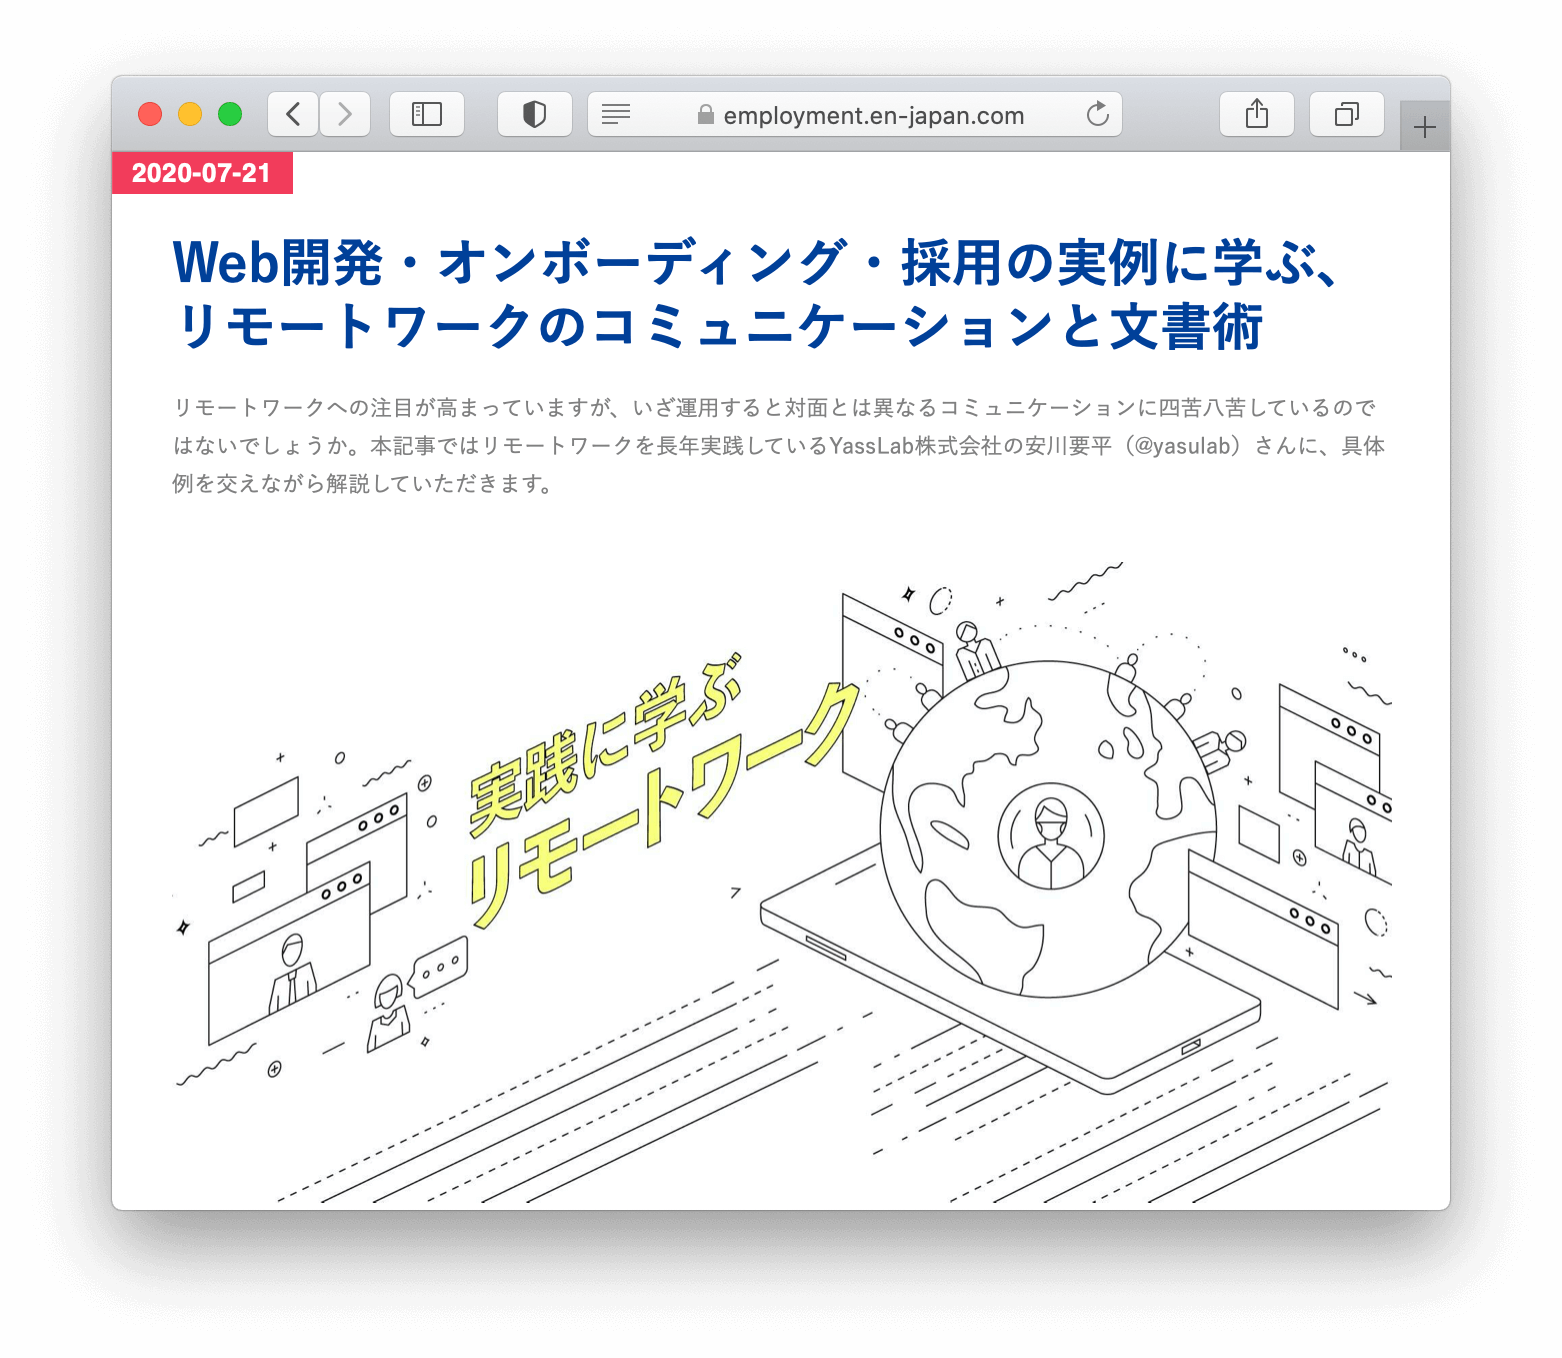 employment.en-japan.com
2020-07-21
Web開発・オンボーディング・採用の実例に学ぶ、
リモートワークのコミュニケーションと文書術
リモートワークへの注目が高まっていますが、いざ運用すると対面とは異なるコミュニケーションに四苦八苦しているので
はないでしょうか。本記事ではリモートワークを長年実践しているYassLab株式会社の安川要平（@yasulab）さんに、具体
例を交えながら解説していただきます。
実践に学ぶ
リモートワーク